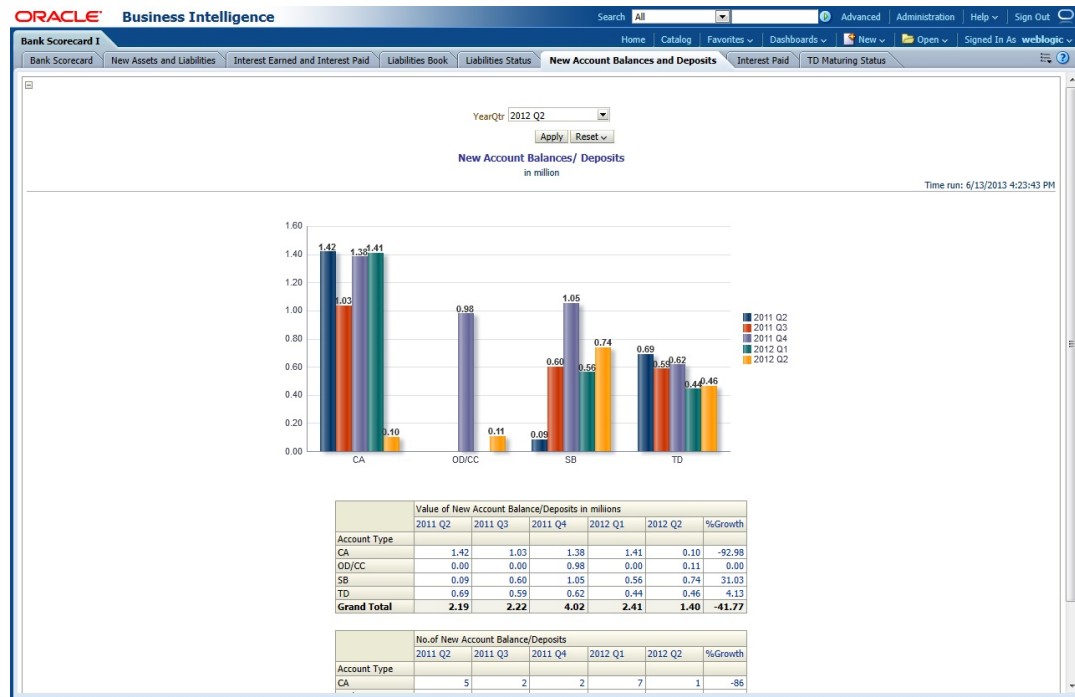 ORACLE Business Intelligence Search All Advanced Administration Help Sign Out
Bank Scorecard I Home Catalog Favorites Dashboards New Open Signed In As weblogic
Bank Scorecard New Assets and Liabilities Interest Earned and Interest Paid Liabilities Book Liabilities Status New Account Balances and Deposits Interest Paid TD Maturing Status
YearQtr 2012 Q2
Apply Reset
New Account Balances/ Deposits
in million
Time run: 6/13/2013 4:23:43 PM
1.60
1.40
1.20
1.00
0.80
0.60
0.40
0.20
0.00
1.42 1.03 1.38 1.41 0.10
0.98 0.11
0.09 0.60 1.05 0.56 0.74
0.69 0.59 0.62 0.44 0.46
CA OD/CC SB TD
2011 Q2
2011 Q3
2011 Q4
2012 Q1
2012 Q2
Value of New Account Balance/Deposits in miliions
2011 Q2 2011 Q3 2011 Q4 2012 Q1 2012 Q2 %Growth
Account Type
CA 1.42 1.03 1.38 1.41 0.10 -92.98
OD/CC 0.00 0.00 0.98 0.00 0.11 0.00
SB 0.09 0.60 1.05 0.56 0.74 31.03
TD 0.69 0.59 0.62 0.44 0.46 4.13
Grand Total 2.19 2.22 4.02 2.41 1.40 -41.77
No.of New Account Balance/Deposits
2011 Q2 2011 Q3 2011 Q4 2012 Q1 2012 Q2 %Growth
Account Type
CA 5 2 2 7 1 -86